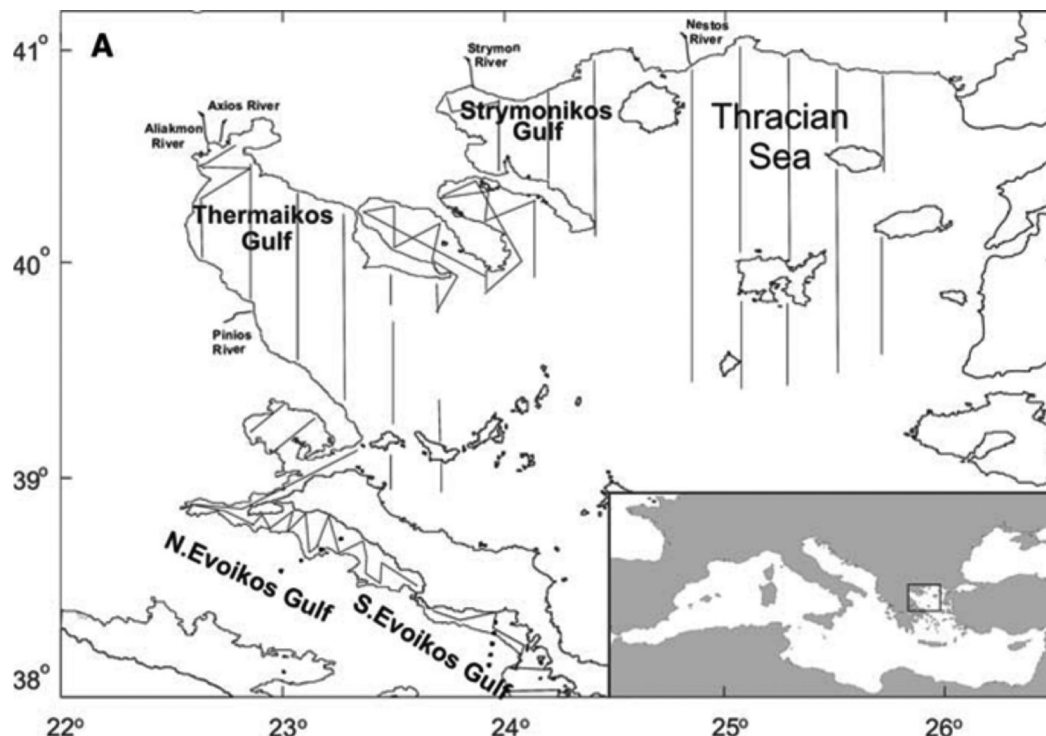 A
41°
40°
39°
38°
22°
23°
24°
25°
26°
Nestos
River
Strymon
River
Axios River
Aliakmon
River
Strymonikos
Gulf
Thracian
Sea
Thermaikos
Gulf
Pinios
River
N.Evoikos Gulf
S.Evoikos Gulf